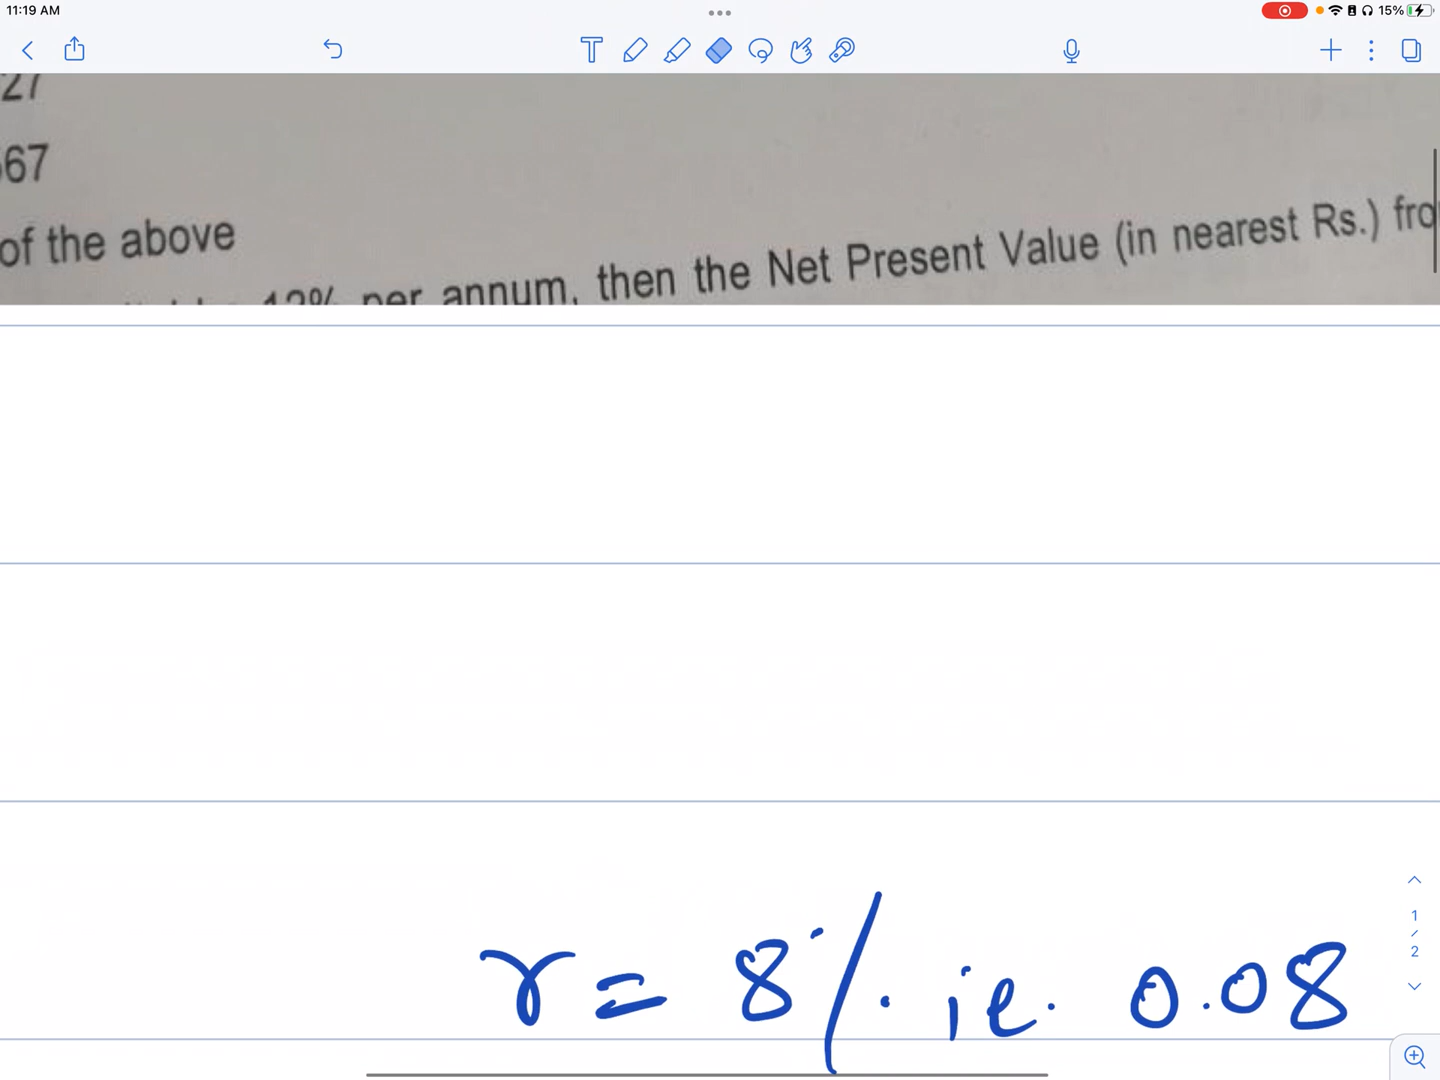 11:19 AM
15%
27
67
of the above
12% per annum, then the Net Present Value (in nearest Rs.)
r = 8% ie. 0.08
1
/
2